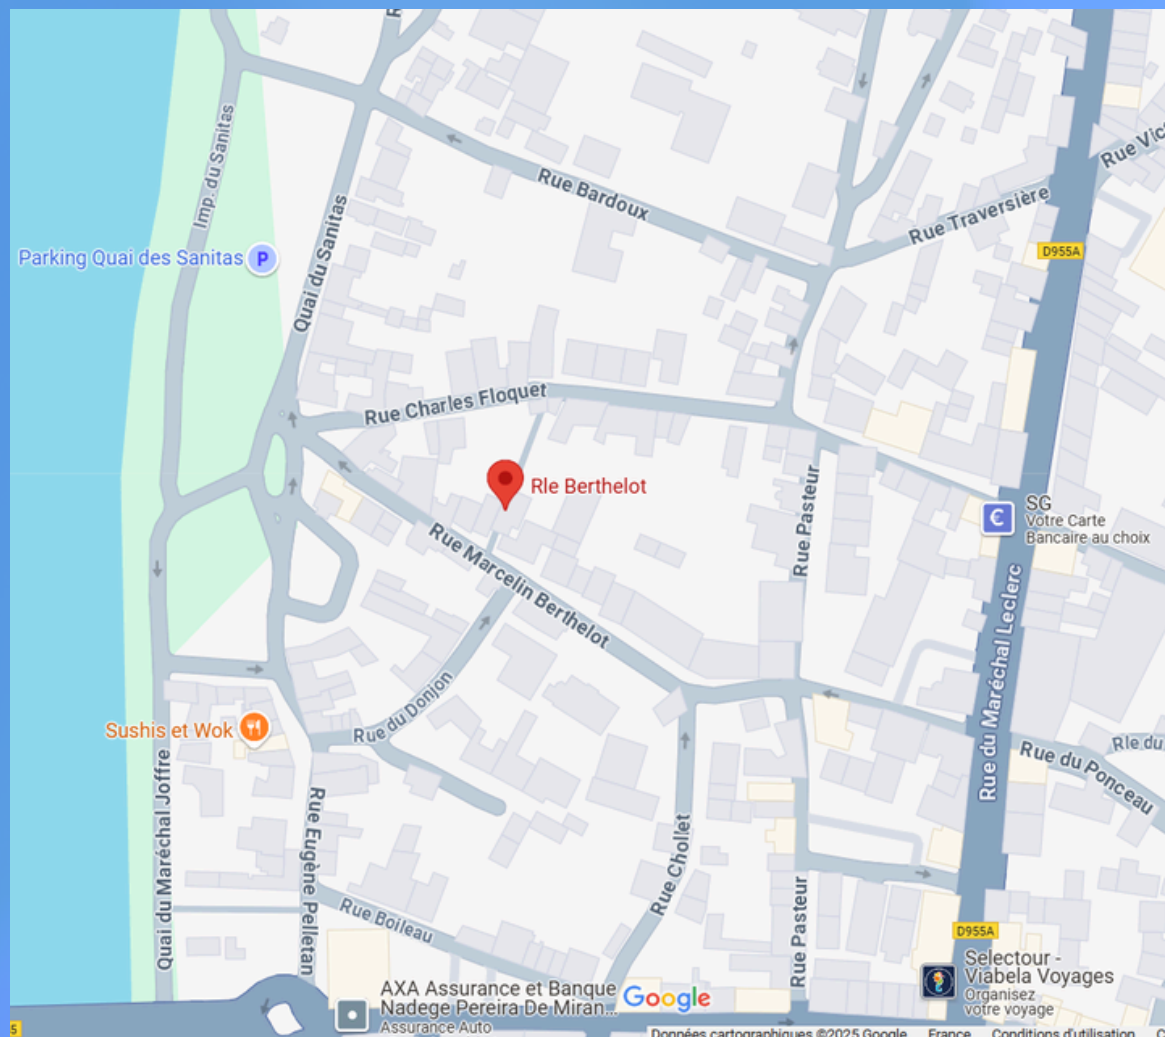 Imp. du Sanitas
Rue Bardoux
Rue Traversière
D955A
Parking Quai des Sanitas
P
Quai du Sanitas
Rue Charles Floquet
Rle Berthelot
Rue Pasteur
SG
Votre Carte
Bancaire au choix
€
Rue Marcelin Berthelot
Rue du Maréchal Leclerc
Rue du Donjon
Sushis et Wok
Rue du Ponceau
Rle du
Quai du Maréchal Joffre
Rue Eugène Pelletan
Rue Chollet
Rue Boileau
Rue Pasteur
D955A
Selectour -
Viabela Voyages
Organisez
votre voyage
AXA Assurance et Banque
Nadege Pereira De Miran...
Assurance Auto
Google
Données cartographiques ©2025 Google France Conditions d'utilisation